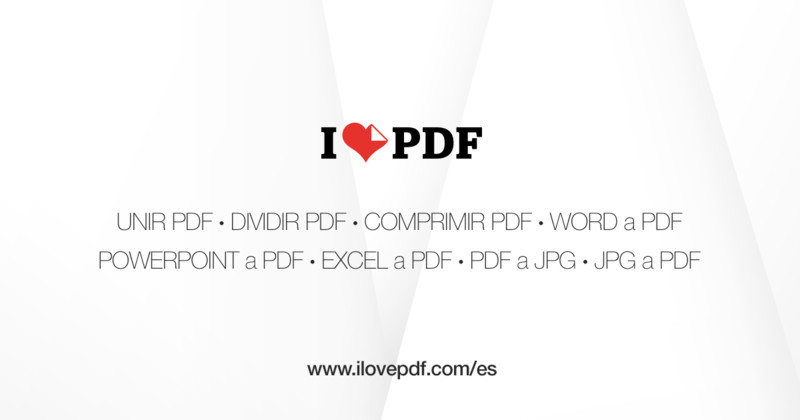 I PDF
UNIR PDF • DIVIDIR PDF • COMPRIMIR PDF • WORD a PDF
POWERPOINT a PDF • EXCEL a PDF • PDF a JPG • JPG a PDF
www.ilovepdf.com/es